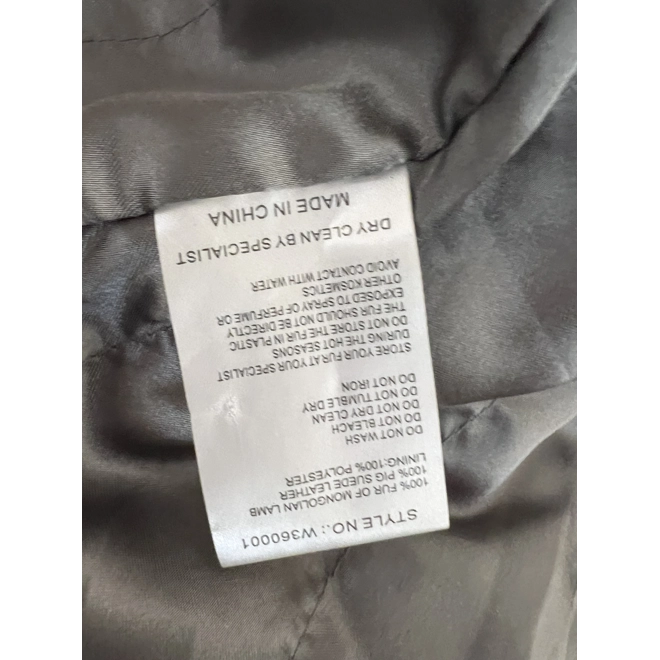 STYLE NO.: W360001
100% FUR OF MONGOLIAN LAMB
100% PIG SUEDE LEATHER
LINING:100% POLYESTER
DO NOT WASH
DO NOT BLEACH
DO NOT DRY CLEAN
DO NOT TUMBLE DRY
DO NOT IRON
STORE YOUR FUR AT YOUR SPECIALIST
DURING THE HOT SEASONS
DO NOT STORE THE FUR IN PLASTIC
THE FUR SHOULD NOT BE DIRECTLY
EXPOSED TO SPRAY OF PERFUME OR
OTHER KOSMETICS
AVOID CONTACT WITH WATER
DRY CLEAN BY SPECIALIST
MADE IN CHINA